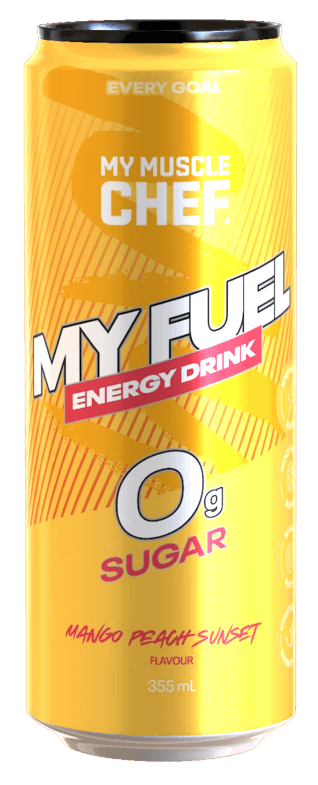 EVERY GOAL
MY MUSCLE
CHEF.
MY FUEL
ENERGY DRINK
0g
SUGAR
MANGO PEACH SUNSET
FLAVOUR
355 mL